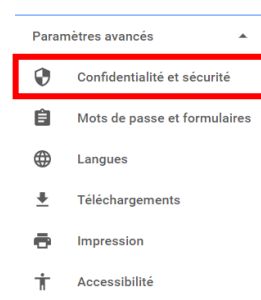 Paramètres avancés
Confidentialité et sécurité
Mots de passe et formulaires
Langues
Téléchargements
Impression
Accessibilité